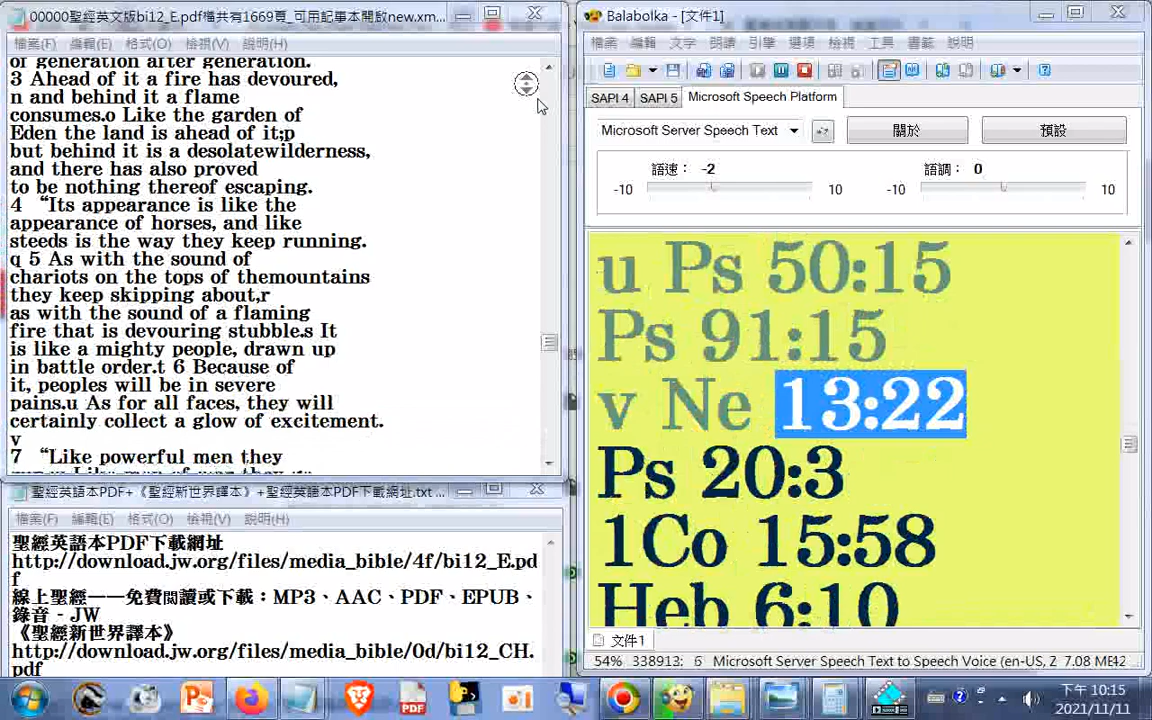 00000聖經英文版bi12_E.pdf檔共有1669頁_可用記事本開啟new.xm...
檔案(F) 編輯(E) 格式(O) 檢視(V) 說明(H)
of generation after generation.
3 Ahead of it a fire has devoured,
n and behind it a flame
consumes.o Like the garden of
Eden the land is ahead of it;p
but behind it is a desolatewilderness,
and there has also proved
to be nothing thereof escaping.
4 “Its appearance is like the
appearance of horses, and like
steeds is the way they keep running.
q 5 As with the sound of
chariots on the tops of themountains
they keep skipping about,r
as with the sound of a flaming
fire that is devouring stubble.s It
is like a mighty people, drawn up
in battle order.t 6 Because of
it, peoples will be in severe
pains.u As for all faces, they will
certainly collect a glow of excitement.
v
7 “Like powerful men they
聖經英語本PDF+《聖經新世界譯本》+聖經英語本PDF下載網址.txt ...
檔案(F) 編輯(E) 格式(O) 檢視(V) 說明(H)
聖經英語本PDF下載網址
http://download.jw.org/files/media_bible/4f/bi12_E.pd
f
線上聖經——免費閱讀或下載：MP3、AAC、PDF、EPUB、
錄音 - JW
《聖經新世界譯本》
http://download.jw.org/files/media_bible/0d/bi12_CH.
pdf
Balabolka - [文件1]
檔案 編輯 文字 朗讀 引擎 選項 檢視 工具 書籤 說明
SAPI 4 SAPI 5 Microsoft Speech Platform
Microsoft Server Speech Text 關於 預設
語速： -2 語調： 0
-10 10 -10 10
u Ps 50:15
Ps 91:15
v Ne 13:22
Ps 20:3
1Co 15:58
Heb 6:10
文件1
54% 338913: 6 Microsoft Server Speech Text to Speech Voice (en-US, 2 7.08 ME42
下午 10:15
2021/11/11